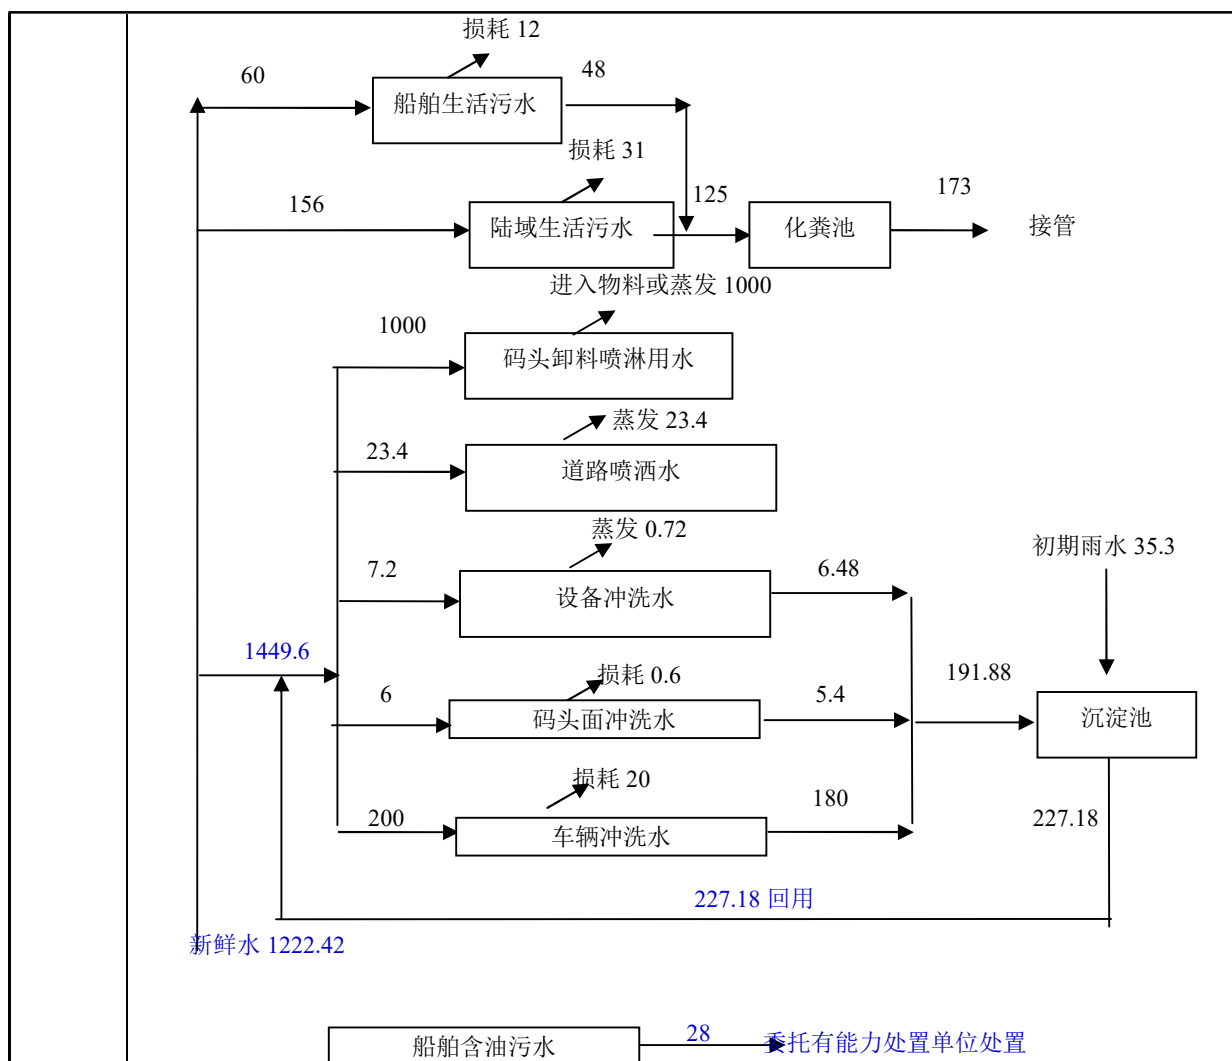 损耗 12
60
船舶生活污水
48
损耗 31
156
陆域生活污水
125
化粪池
173
接管
进入物料或蒸发 1000
1000
码头卸料喷淋用水
蒸发 23.4
23.4
道路喷洒水
蒸发 0.72
7.2
设备冲洗水
6.48
初期雨水 35.3
1449.6
损耗 0.6
6
码头面冲洗水
5.4
191.88
沉淀池
损耗 20
200
车辆冲洗水
180
227.18
227.18 回用
新鲜水 1222.42
船舶含油污水
28
委托有能力处置单位处置